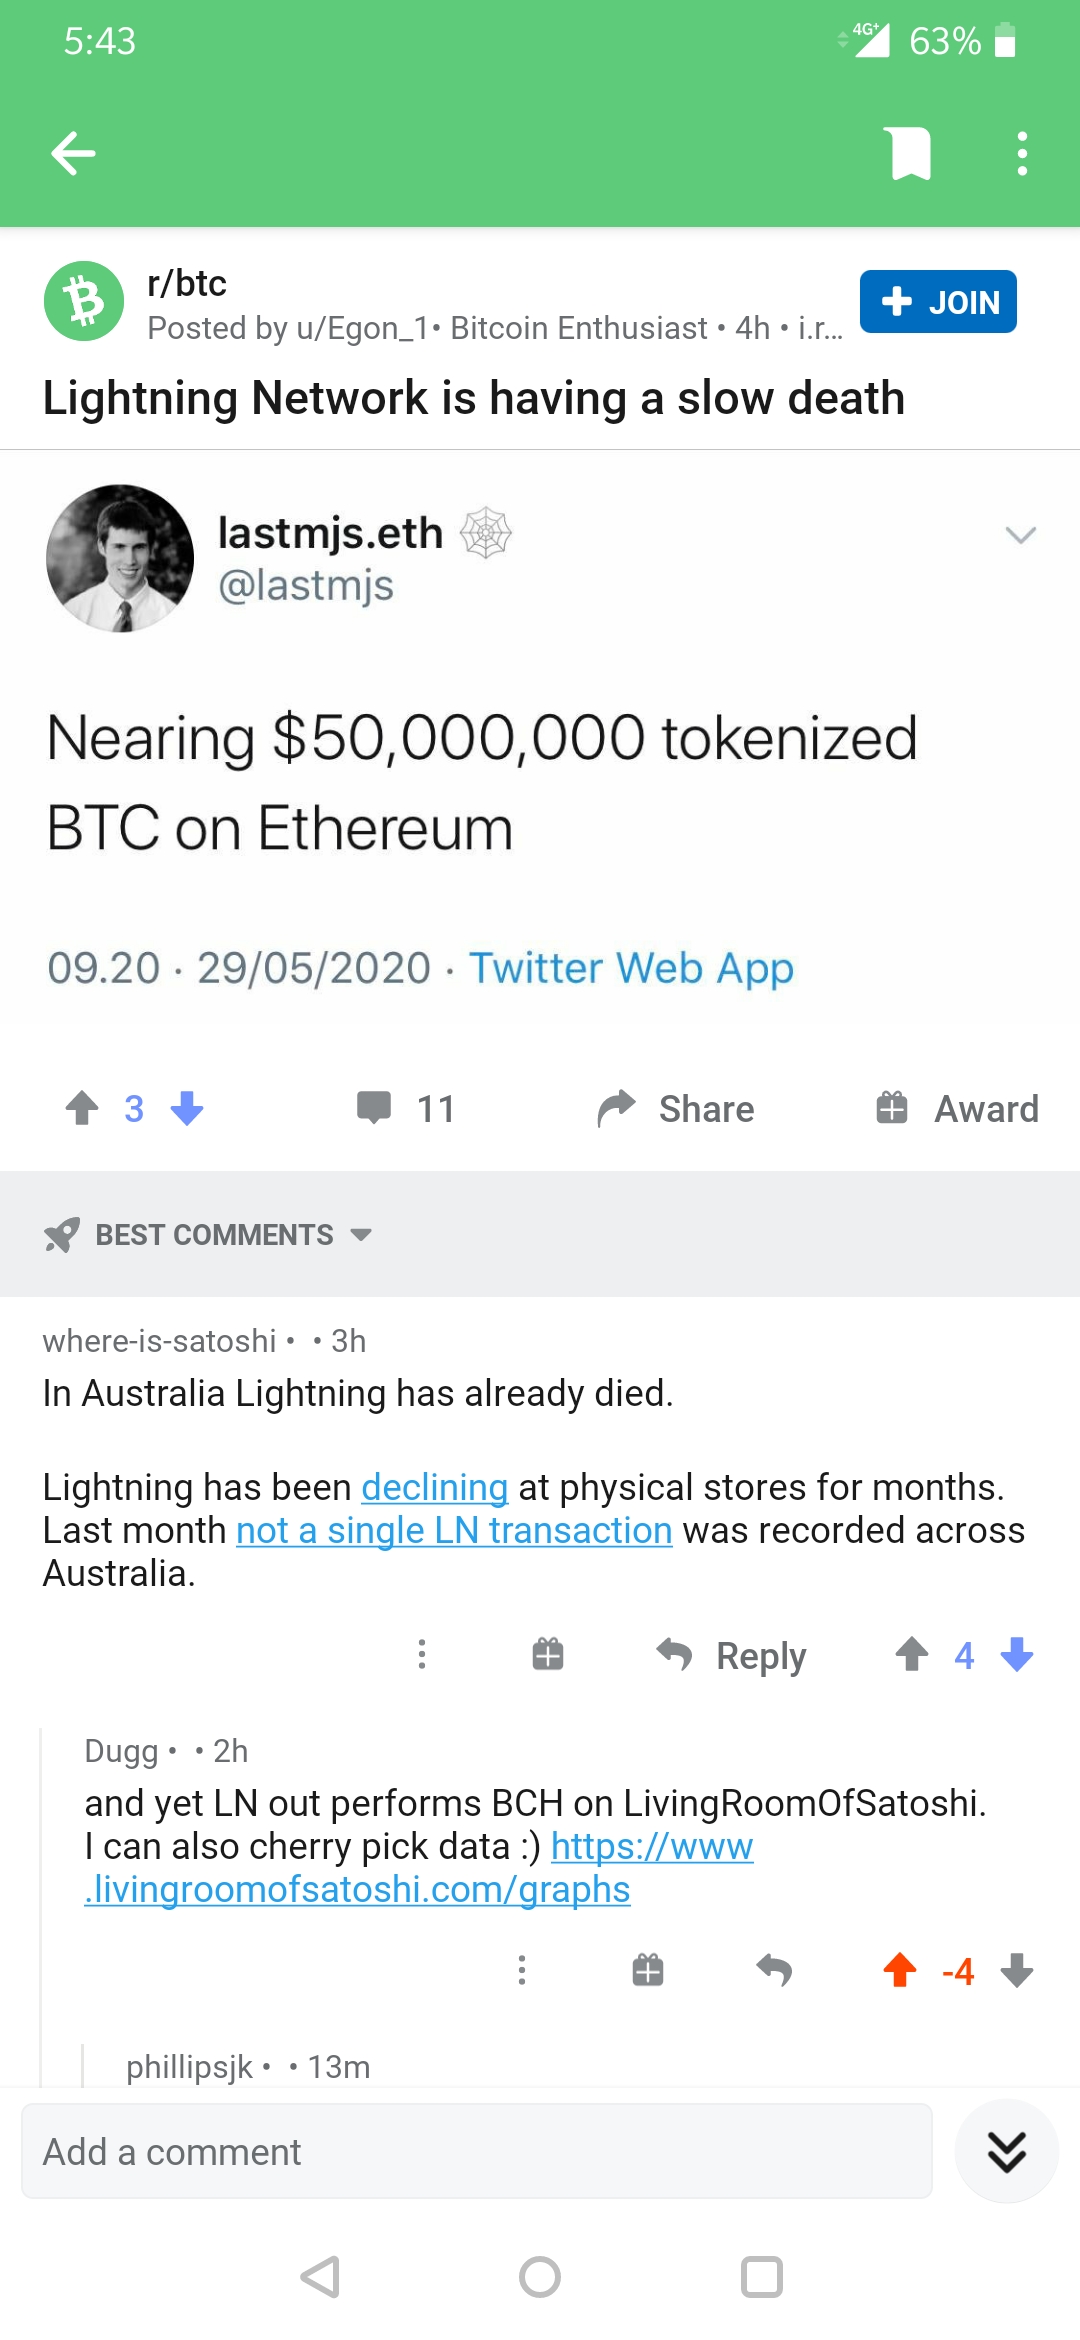 5:43
4G+ 63%
r/btc
Posted by u/Egon_1• Bitcoin Enthusiast • 4h • i.r...
+ JOIN
Lightning Network is having a slow death
lastmjs.eth
@lastmjs
Nearing $50,000,000 tokenized
BTC on Ethereum
09.20 · 29/05/2020 · Twitter Web App
3
11
Share
Award
BEST COMMENTS
where-is-satoshi • • 3h
In Australia Lightning has already died.
Lightning has been declining at physical stores for months.
Last month not a single LN transaction was recorded across
Australia.
Reply
4
Dugg • • 2h
and yet LN out performs BCH on LivingRoomOfSatoshi.
I can also cherry pick data :) https://www
.livingroomofsatoshi.com/graphs
-4
phillipsjk • • 13m
Add a comment